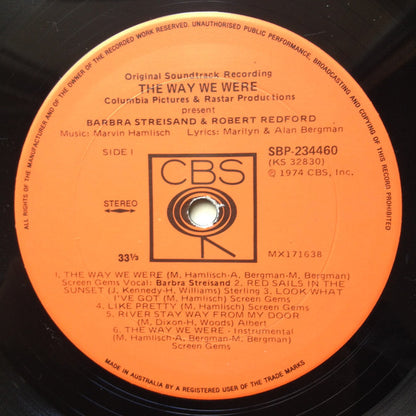 ALL RIGHTS OF THE MANUFACTURER AND OF THE OWNER OF THE RECORDED WORK RESERVED. UNAUTHORISED PUBLIC PERFORMANCE, BROADCASTING AND COPYING OF THIS RECORD PROHIBITED
Original Soundtrack Recording
THE WAY WE WERE
Columbia Pictures & Rastar Productions
present
BARBRA STREISAND & ROBERT REDFORD
Music: Marvin Hamlisch Lyrics: Marilyn & Alan Bergman
SIDE I
SBP-234460
(KS 32830)
℗ 1974 CBS, Inc.
CBS
STEREO
33⅓
MX171638
1. THE WAY WE WERE (M. Hamlisch-A. Bergman-M. Bergman)
Screen Gems Vocal: Barbra Streisand 2. RED SAILS IN THE
SUNSET (J. Kennedy-H. Williams) Sterling 3. LOOK WHAT
I'VE GOT (M. Hamlisch) Screen Gems
4. LIKE PRETTY (M. Hamlisch) Screen Gems
5. RIVER STAY WAY FROM MY DOOR
(M. Dixon-H. Woods) Albert
6. THE WAY WE WERE - Instrumental
(M. Hamlisch-A. Bergman-M. Bergman)
Screen Gems
MADE IN AUSTRALIA BY A REGISTERED USER OF THE TRADE MARKS